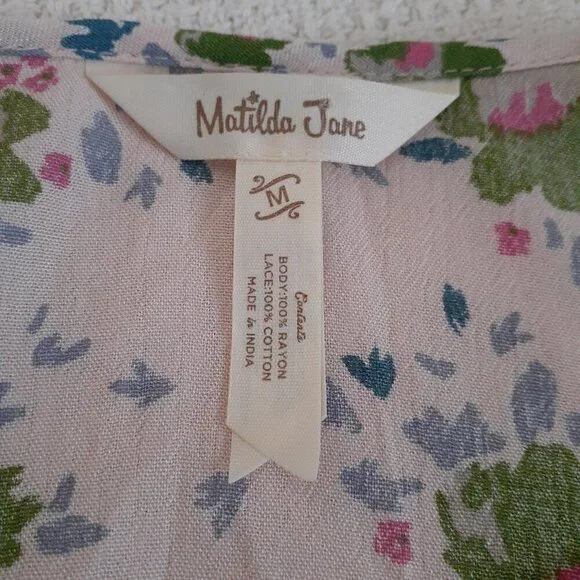 Matilda Jane
M
Contents
BODY:100% RAYON
LACE:100% COTTON
MADE in INDIA